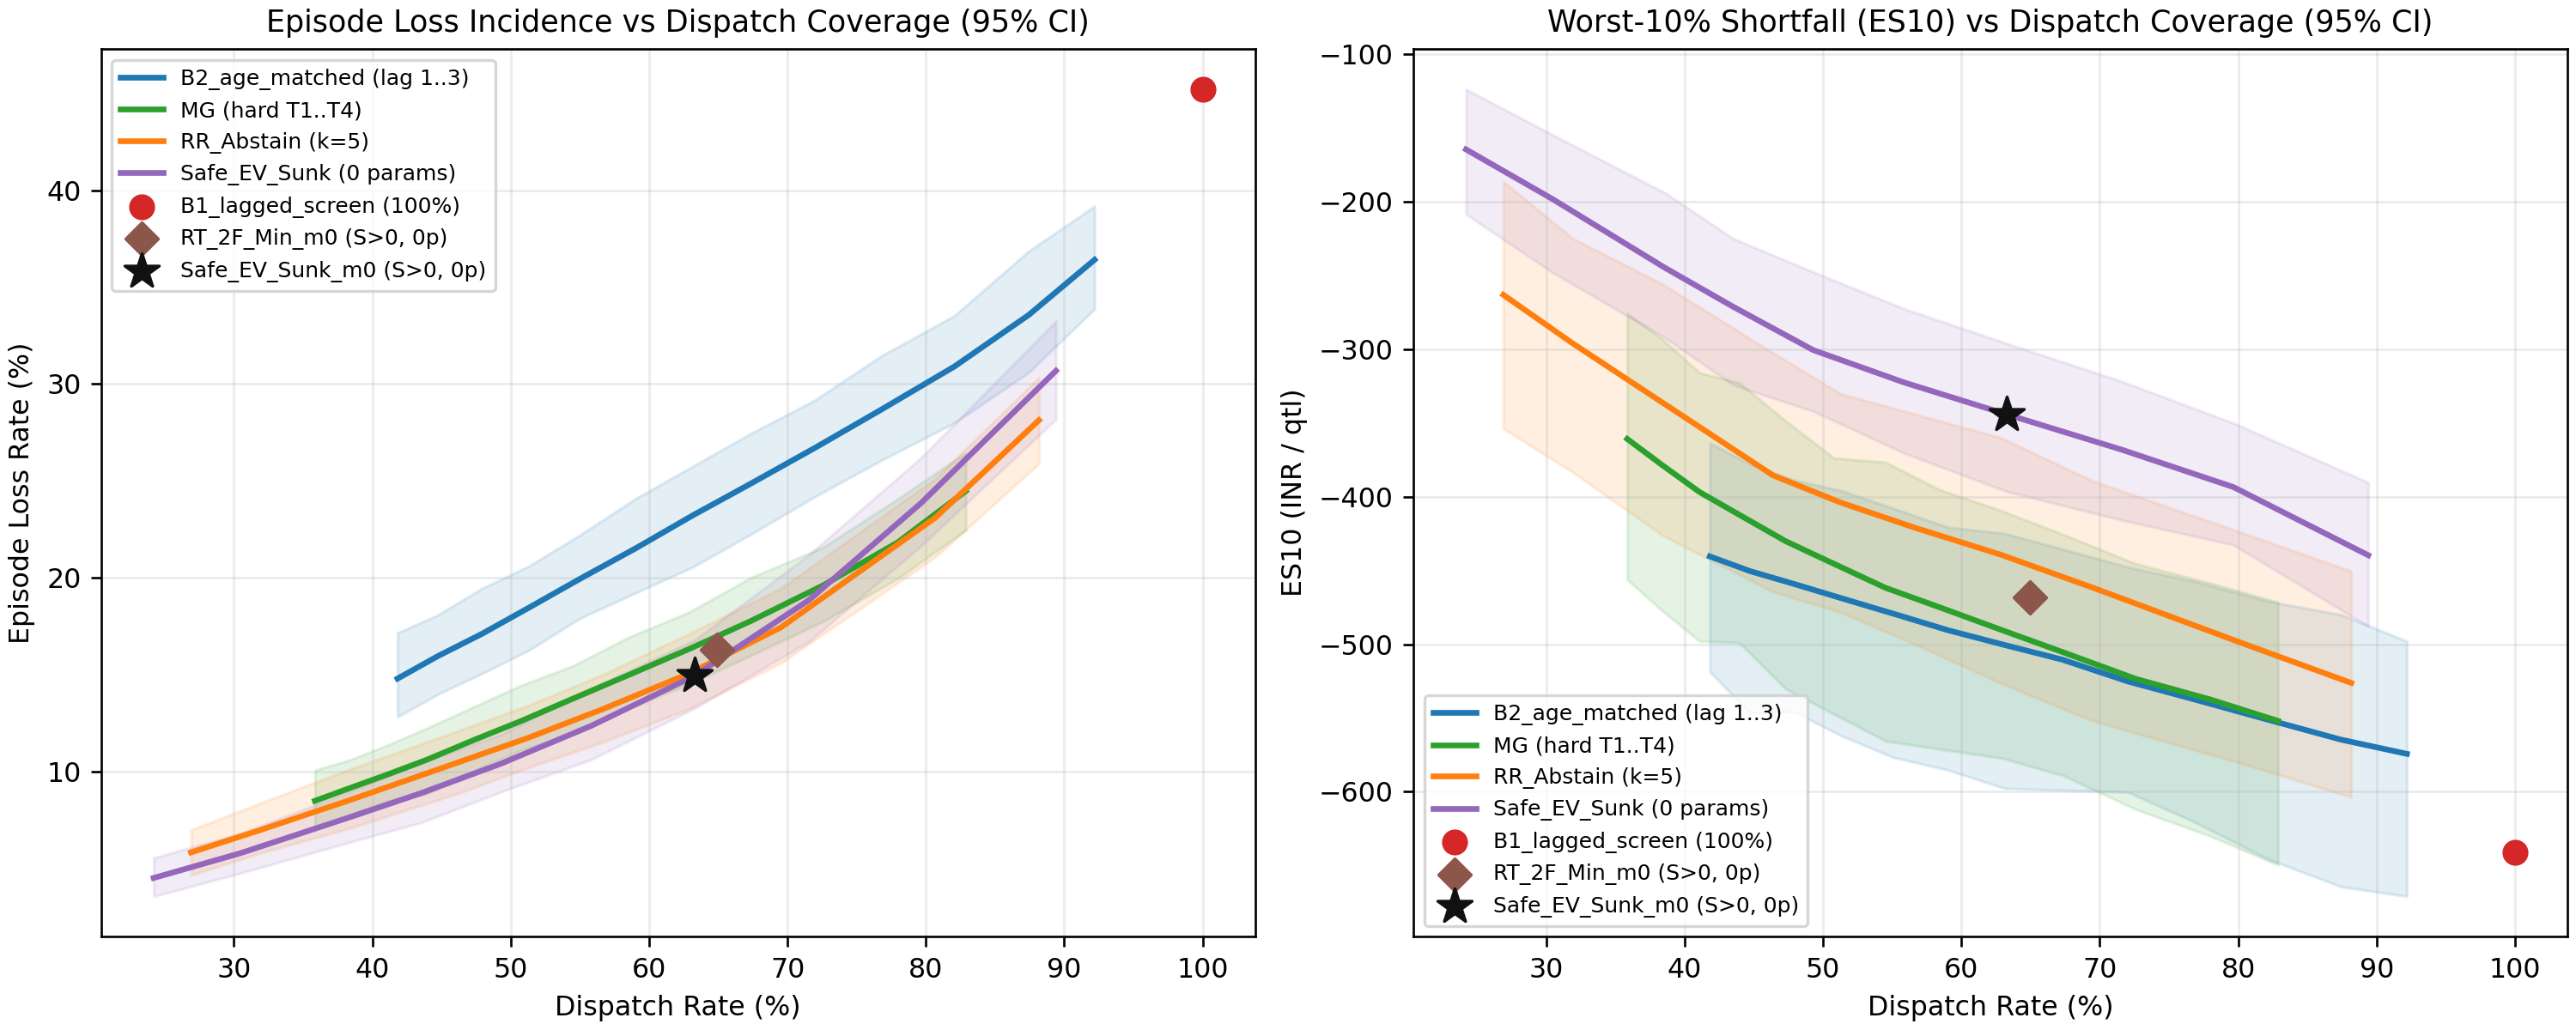 Episode Loss Incidence vs Dispatch Coverage (95% CI)
B2_age_matched (lag 1..3)
MG (hard T1..T4)
RR_Abstain (k=5)
Safe_EV_Sunk (0 params)
B1_lagged_screen (100%)
RT_2F_Min_m0 (S>0, 0p)
Safe_EV_Sunk_m0 (S>0, 0p)
Episode Loss Rate (%)
40
30
20
10
30 40 50 60 70 80 90 100
Dispatch Rate (%)
Worst-10% Shortfall (ES10) vs Dispatch Coverage (95% CI)
ES10 (INR / qtl)
−100
−200
−300
−400
−500
−600
B2_age_matched (lag 1..3)
MG (hard T1..T4)
RR_Abstain (k=5)
Safe_EV_Sunk (0 params)
B1_lagged_screen (100%)
RT_2F_Min_m0 (S>0, 0p)
Safe_EV_Sunk_m0 (S>0, 0p)
30 40 50 60 70 80 90 100
Dispatch Rate (%)